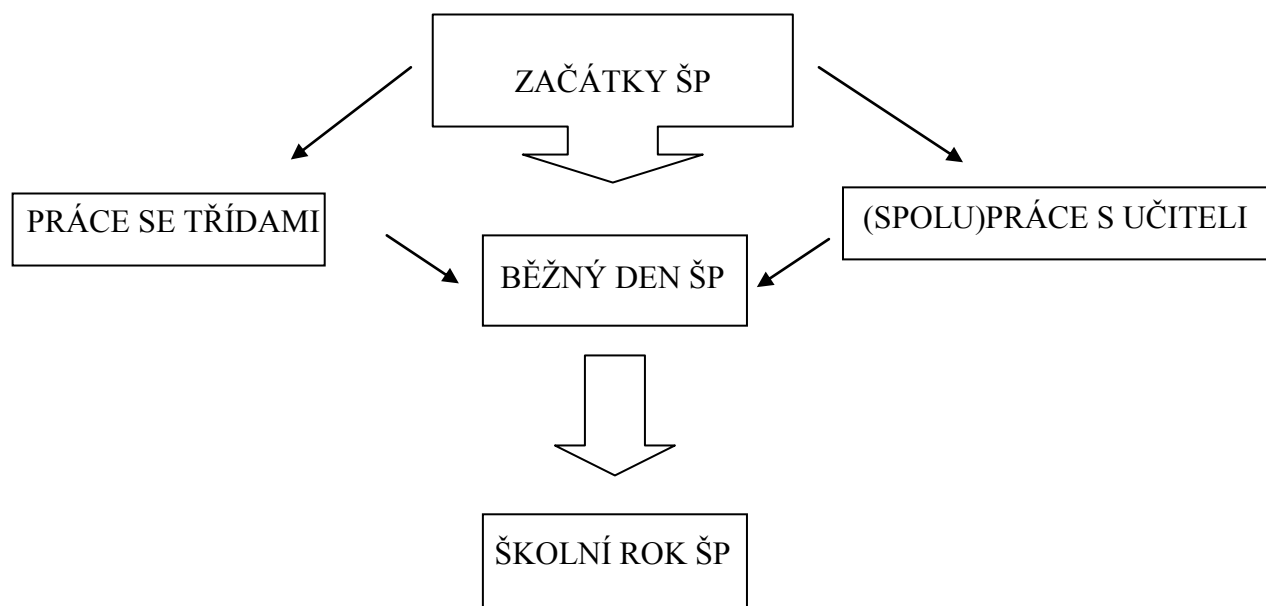 ZAČÁTKY ŠP
PRÁCE SE TŘÍDAMI
(SPOLU)PRÁCE S UČITELI
BĚŽNÝ DEN ŠP
ŠKOLNÍ ROK ŠP